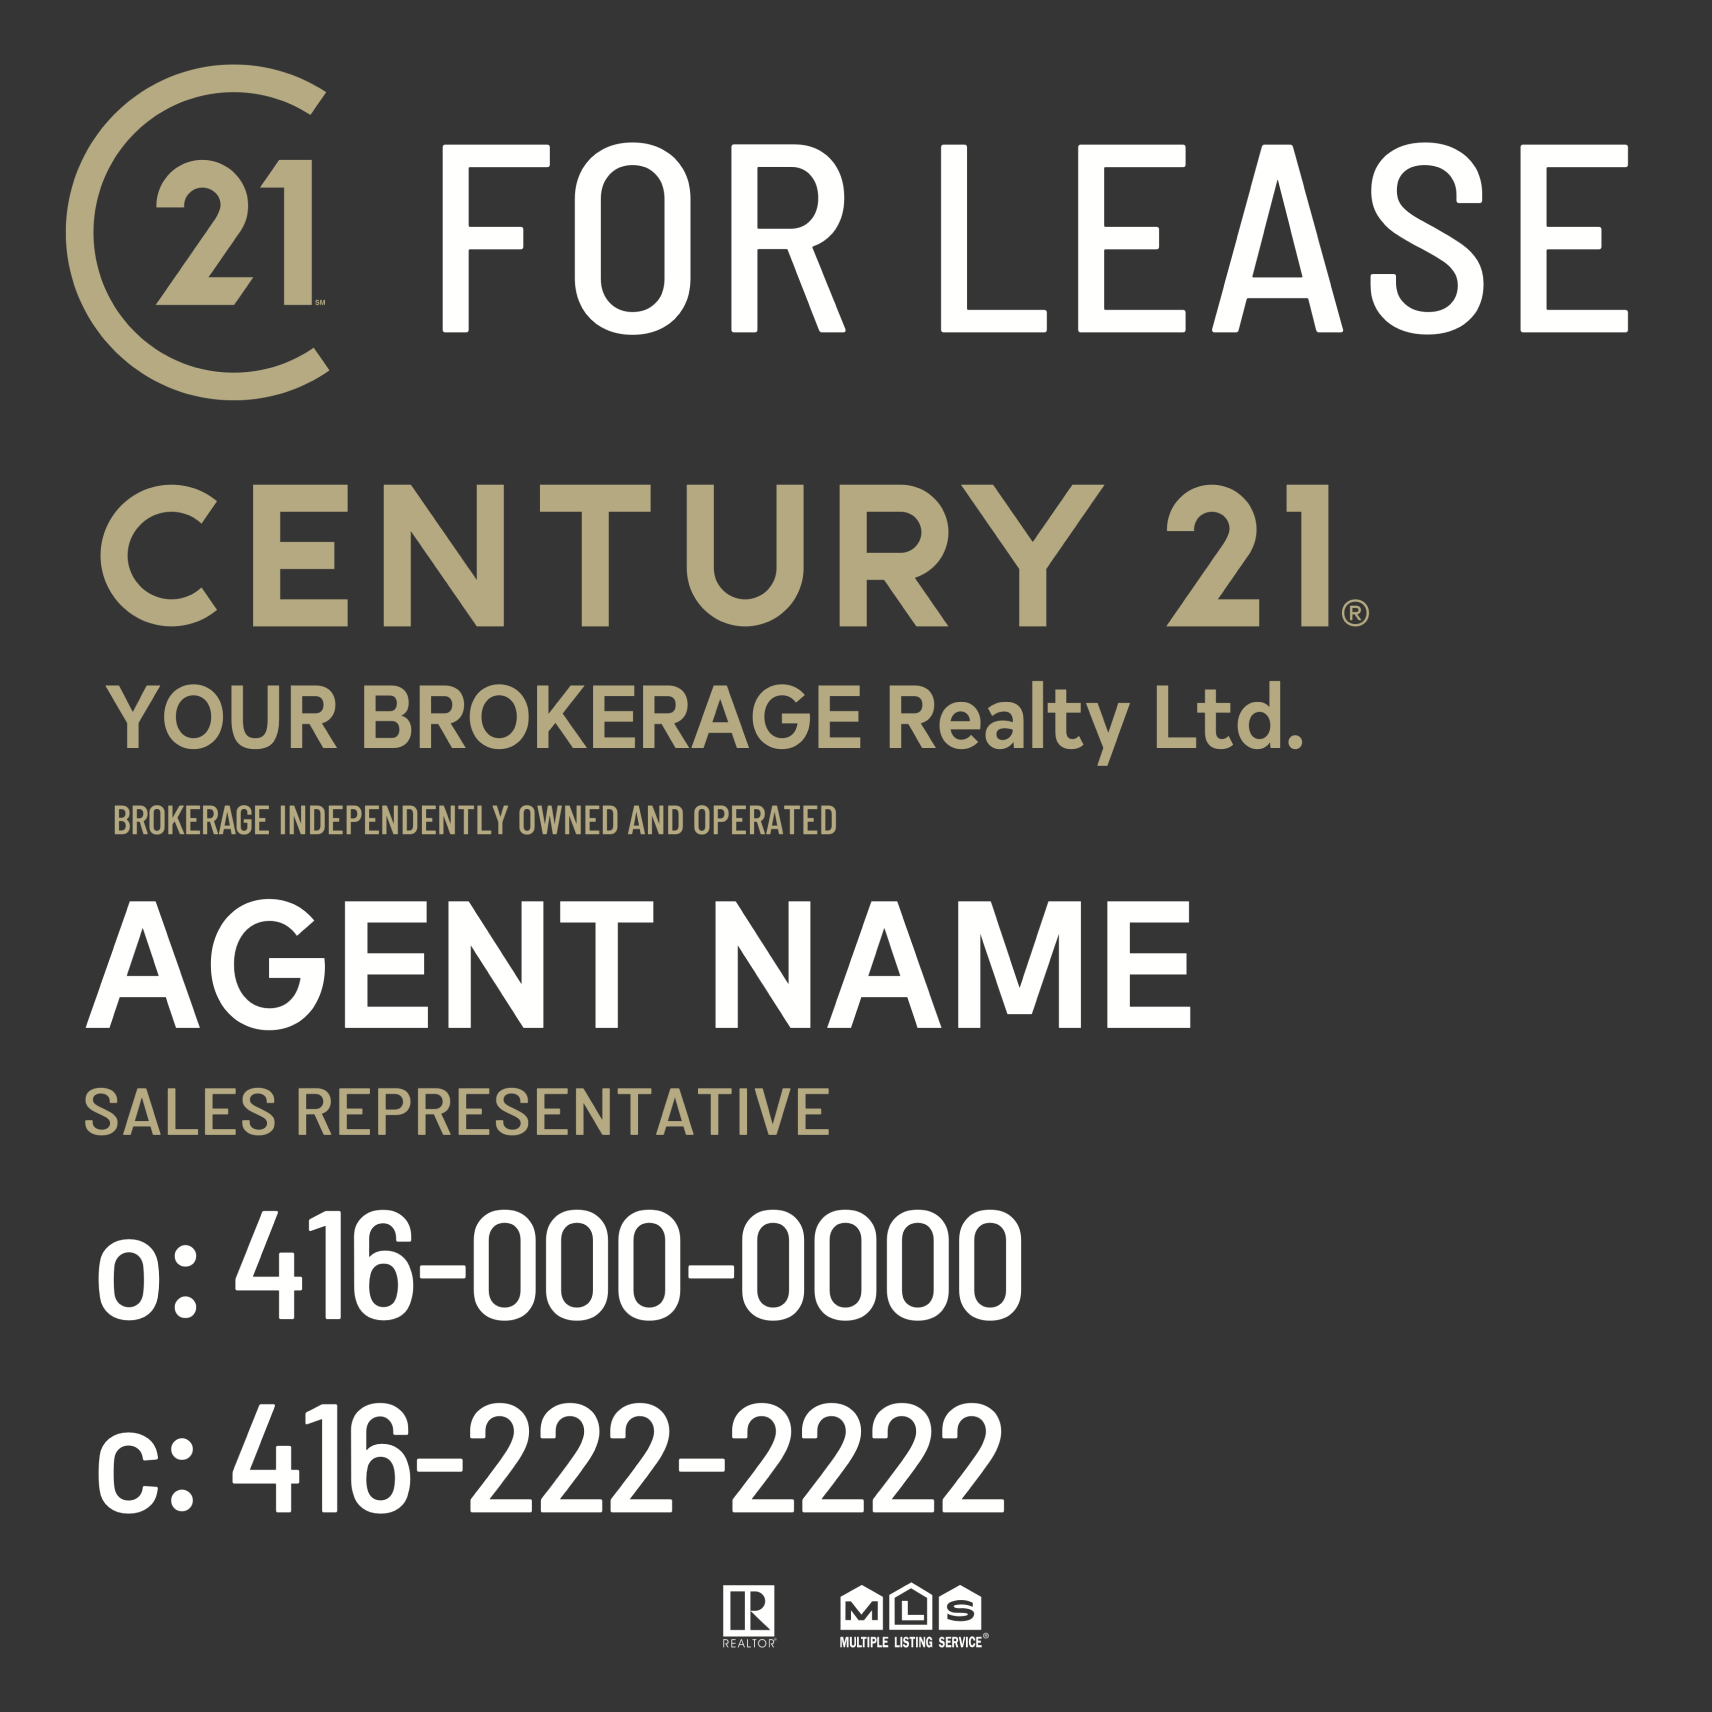 C21 SM FOR LEASE
CENTURY 21®
YOUR BROKERAGE Realty Ltd.
BROKERAGE INDEPENDENTLY OWNED AND OPERATED
AGENT NAME
SALES REPRESENTATIVE
o: 416-000-0000
c: 416-222-2222
R MLS
REALTOR® MULTIPLE LISTING SERVICE®